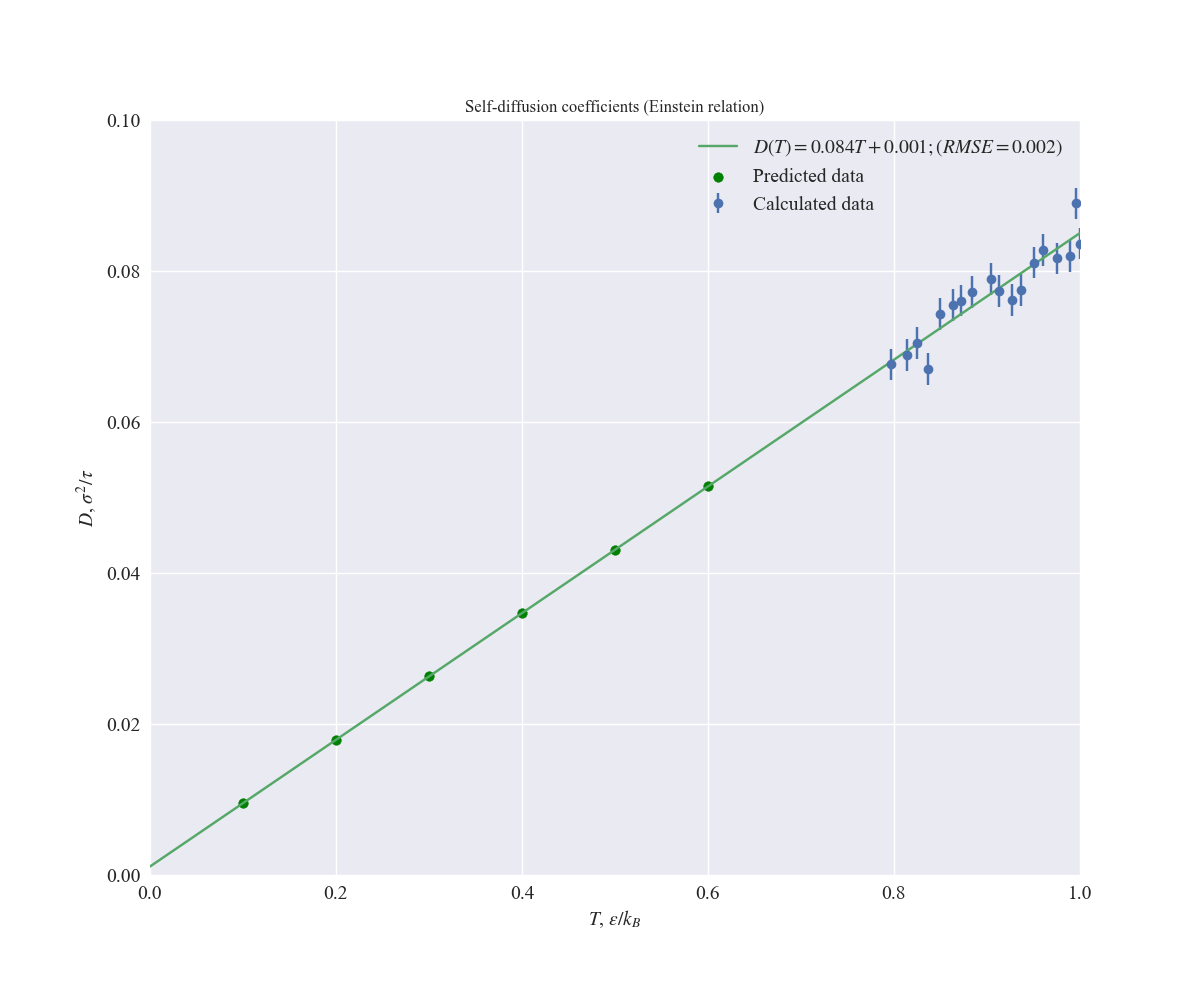 Self-diffusion coefficients (Einstein relation)
0.10
0.08
0.06
0.04
0.02
0.00
D, σ²/τ
D(T) = 0.084T + 0.001; (RMSE = 0.002)
Predicted data
Calculated data
0.0 0.2 0.4 0.6 0.8 1.0
T, ε/k_B